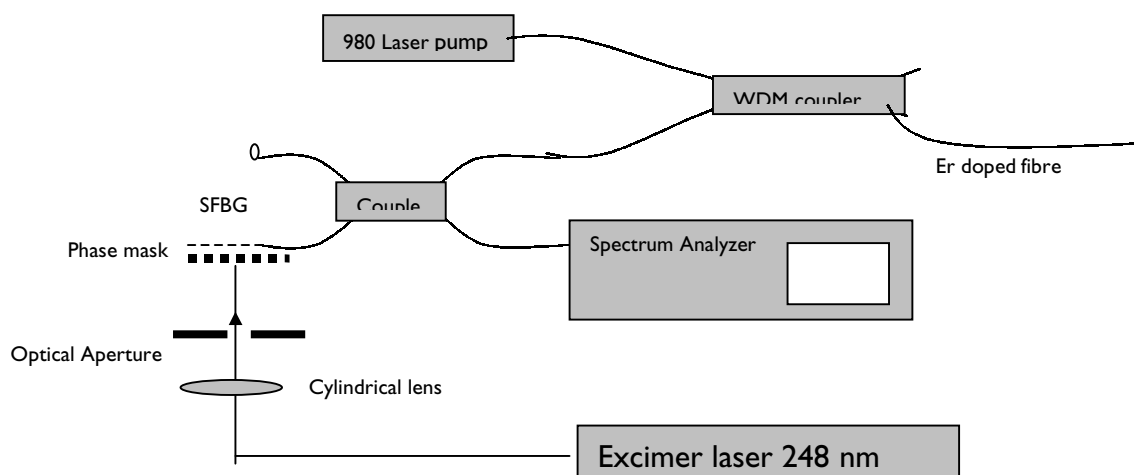 980 Laser pump
WDM coupler
Er doped fibre
SFBG
Couple
Phase mask
Spectrum Analyzer
Optical Aperture
Cylindrical lens
Excimer laser 248 nm